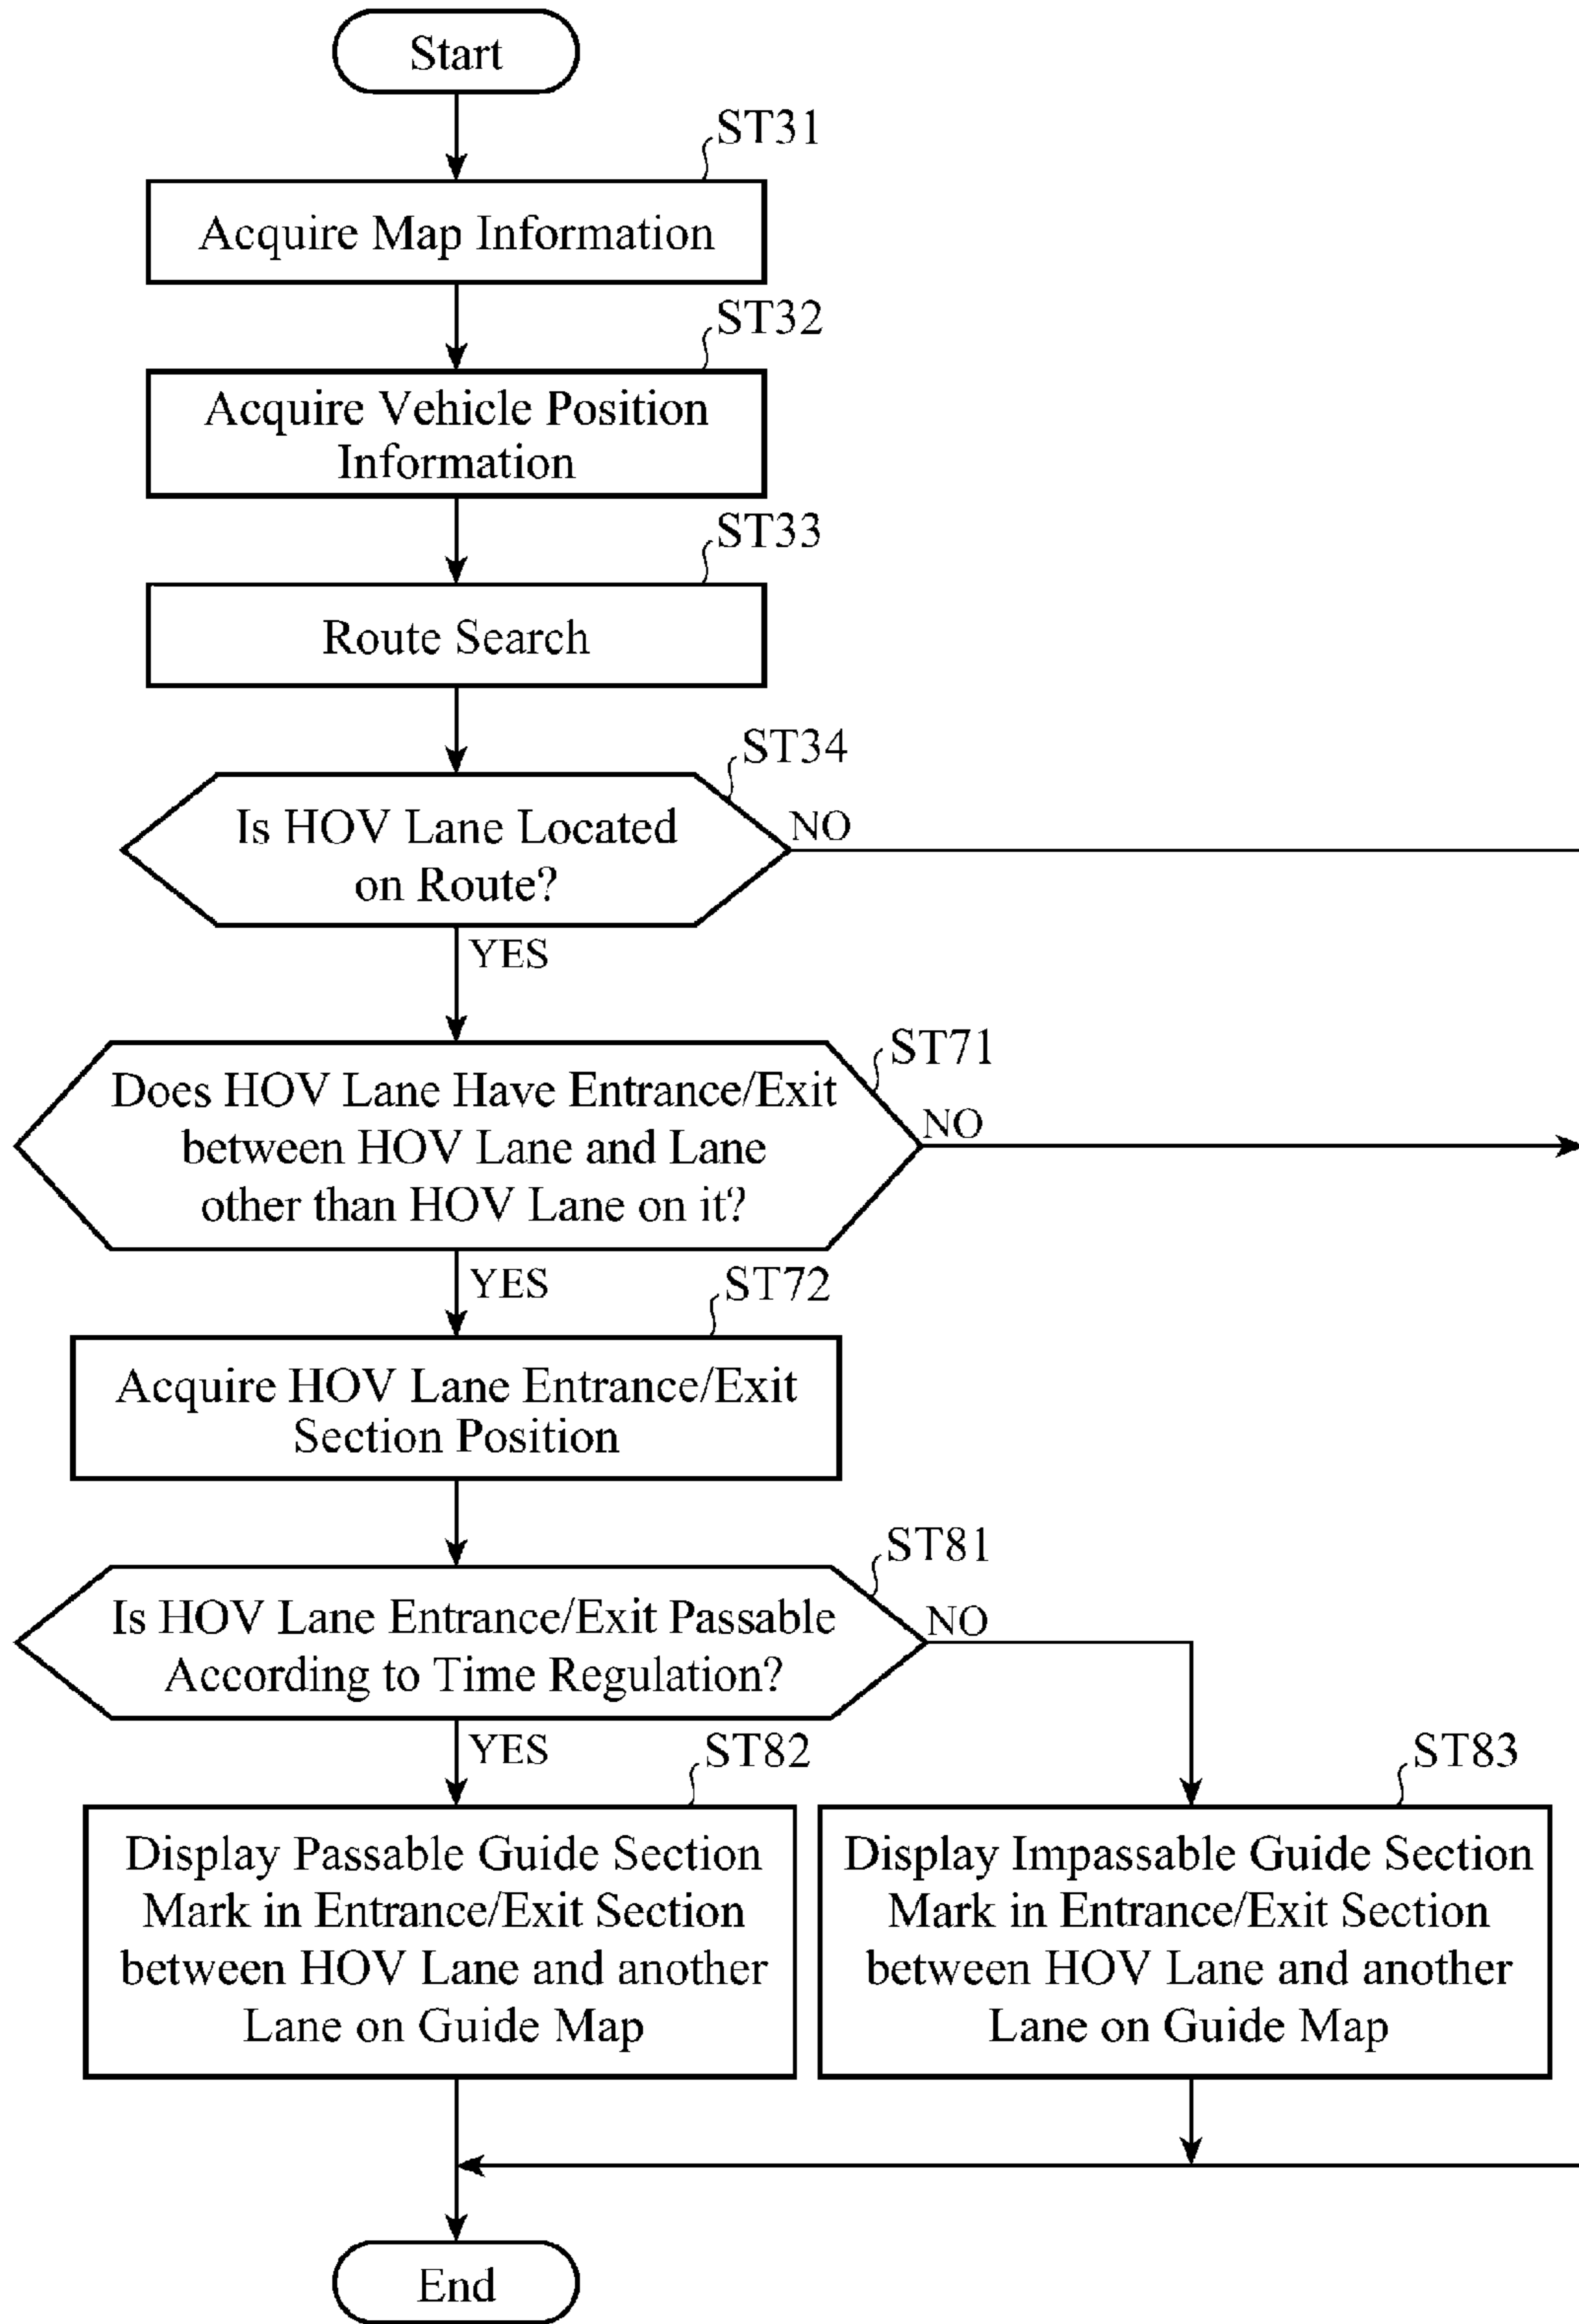 Start
ST31
Acquire Map Information
ST32
Acquire Vehicle Position
Information
ST33
Route Search
ST34
Is HOV Lane Located
on Route?
NO
YES
ST71
Does HOV Lane Have Entrance/Exit
between HOV Lane and Lane
other than HOV Lane on it?
NO
YES
ST72
Acquire HOV Lane Entrance/Exit
Section Position
ST81
Is HOV Lane Entrance/Exit Passable
According to Time Regulation?
NO
YES
ST82
Display Passable Guide Section
Mark in Entrance/Exit Section
between HOV Lane and another
Lane on Guide Map
ST83
Display Impassable Guide Section
Mark in Entrance/Exit Section
between HOV Lane and another
Lane on Guide Map
End